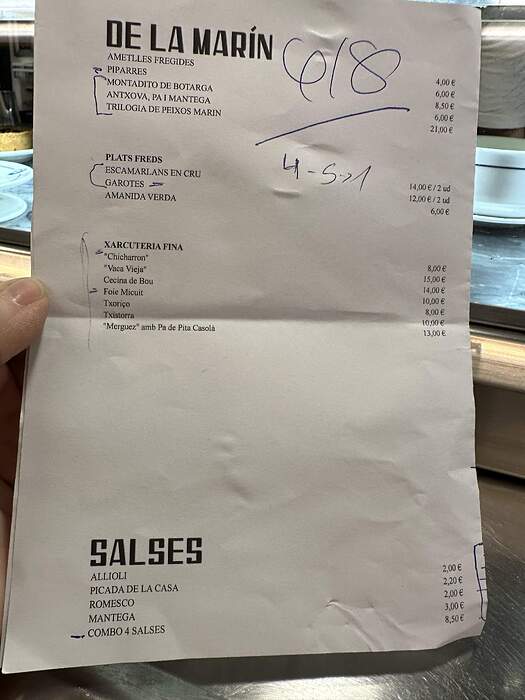 DE LA MARÍN
6/8
AMETLLES FREGIDES 4,00 €
PIPARRES 6,00 €
MONTADITO DE BOTARGA 8,50 €
ANTXOVA, PA I MANTEGA 6,00 €
TRILOGIA DE PEIXOS MARIN 21,00 €
PLATS FREDS
ESCAMARLANS EN CRU 14,00 € / 2 ud
GAROTES 12,00 € / 2 ud
AMANIDA VERDA 6,00 €
XARCUTERIA FINA
"Chicharron" 8,00 €
"Vaca Vieja" 15,00 €
Cecina de Bou 14,00 €
Foie Micuit 10,00 €
Txoriço 8,00 €
Txistorra 10,00 €
"Merguez" amb Pa de Pita Casolà 13,00 €
SALSES
ALLIOLI 2,00 €
PICADA DE LA CASA 2,20 €
ROMESCO 2,00 €
MANTEGA 3,00 €
COMBO 4 SALSES 8,50 €